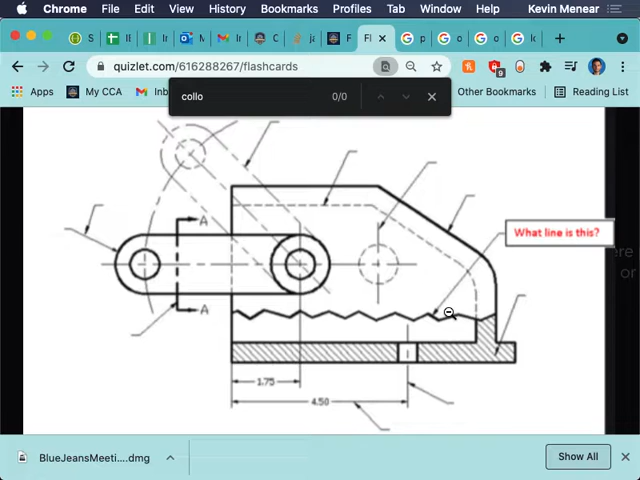 Chrome File Edit View History Bookmarks Profiles Tab Window Help Kevin Menear
quizlet.com/616288267/flashcards
9
collo 0/0
Apps My CCA Other Bookmarks Reading List
A
What line is this?
A
1.75
4.50
or
BlueJeansMeeti....dmg Show All